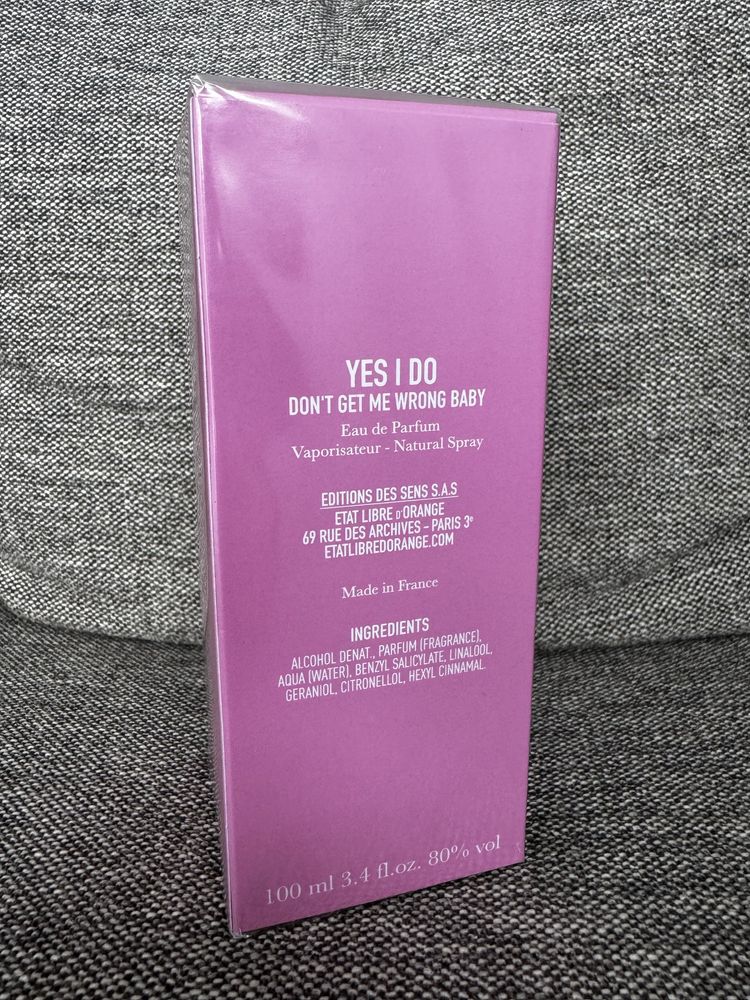 YES I DO
DON'T GET ME WRONG BABY
Eau de Parfum
Vaporisateur - Natural Spray
EDITIONS DES SENS S.A.S
ETAT LIBRE D'ORANGE
69 RUE DES ARCHIVES - PARIS 3e
ETATLIBREDORANGE.COM
Made in France
INGREDIENTS
ALCOHOL DENAT., PARFUM (FRAGRANCE),
AQUA (WATER), BENZYL SALICYLATE, LINALOOL,
GERANIOL, CITRONELLOL, HEXYL CINNAMAL.
100 ml 3.4 fl.oz. 80% vol